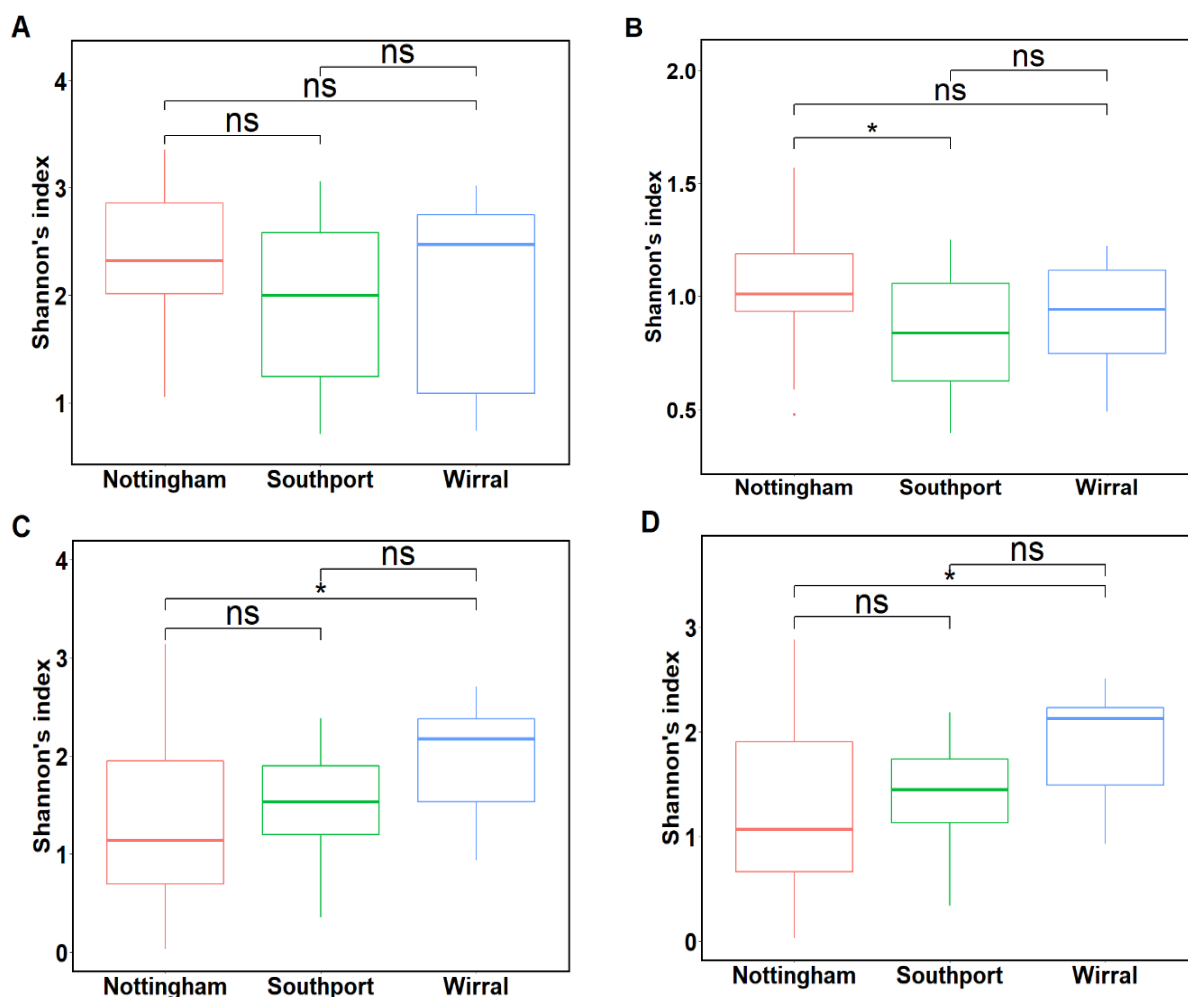 A
Shannon's index
4
3
2
1
ns
ns
ns
Nottingham Southport Wirral
B
Shannon's index
2.0
1.5
1.0
0.5
ns
ns
*
Nottingham Southport Wirral
C
Shannon's index
4
3
2
1
0
ns
*
ns
Nottingham Southport Wirral
D
Shannon's index
3
2
1
0
ns
*
ns
Nottingham Southport Wirral